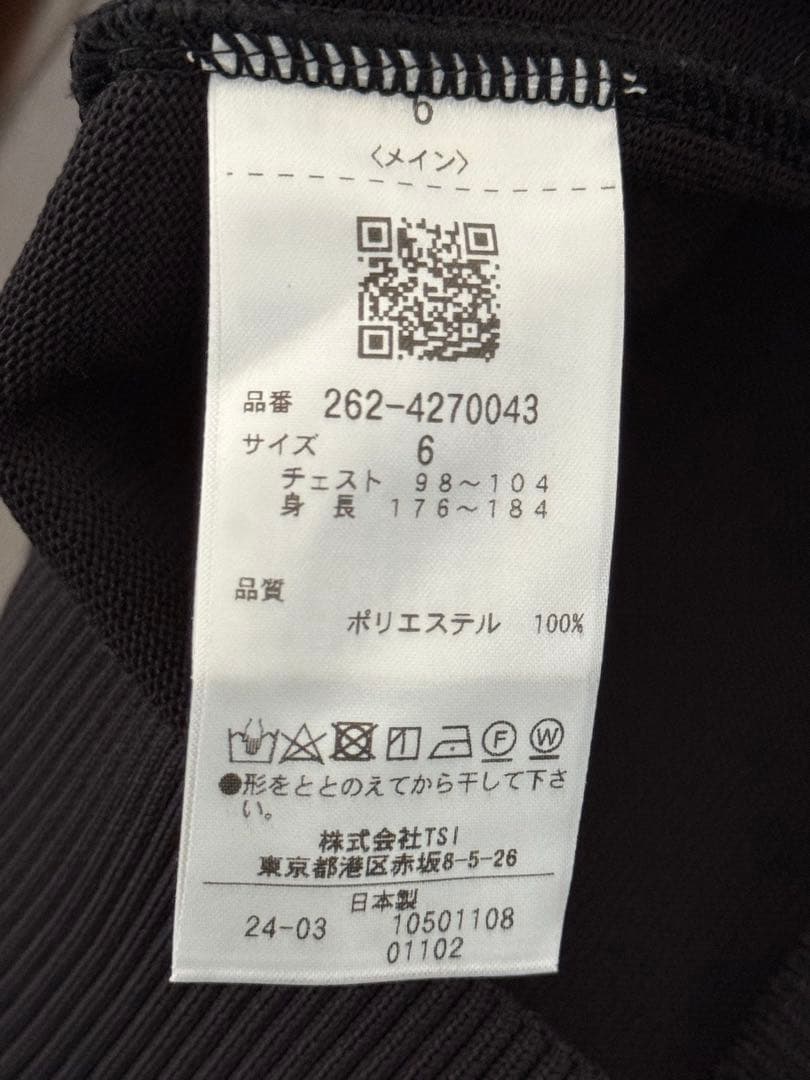 6
〈メイン〉
品番 262-4270043
サイズ 6
チェスト 98～104
身長 176～184
品質
ポリエステル 100%
F W
●形をととのえてから干して下さ
い。
株式会社TSI
東京都港区赤坂8-5-26
日本製
24-03 10501108
01102